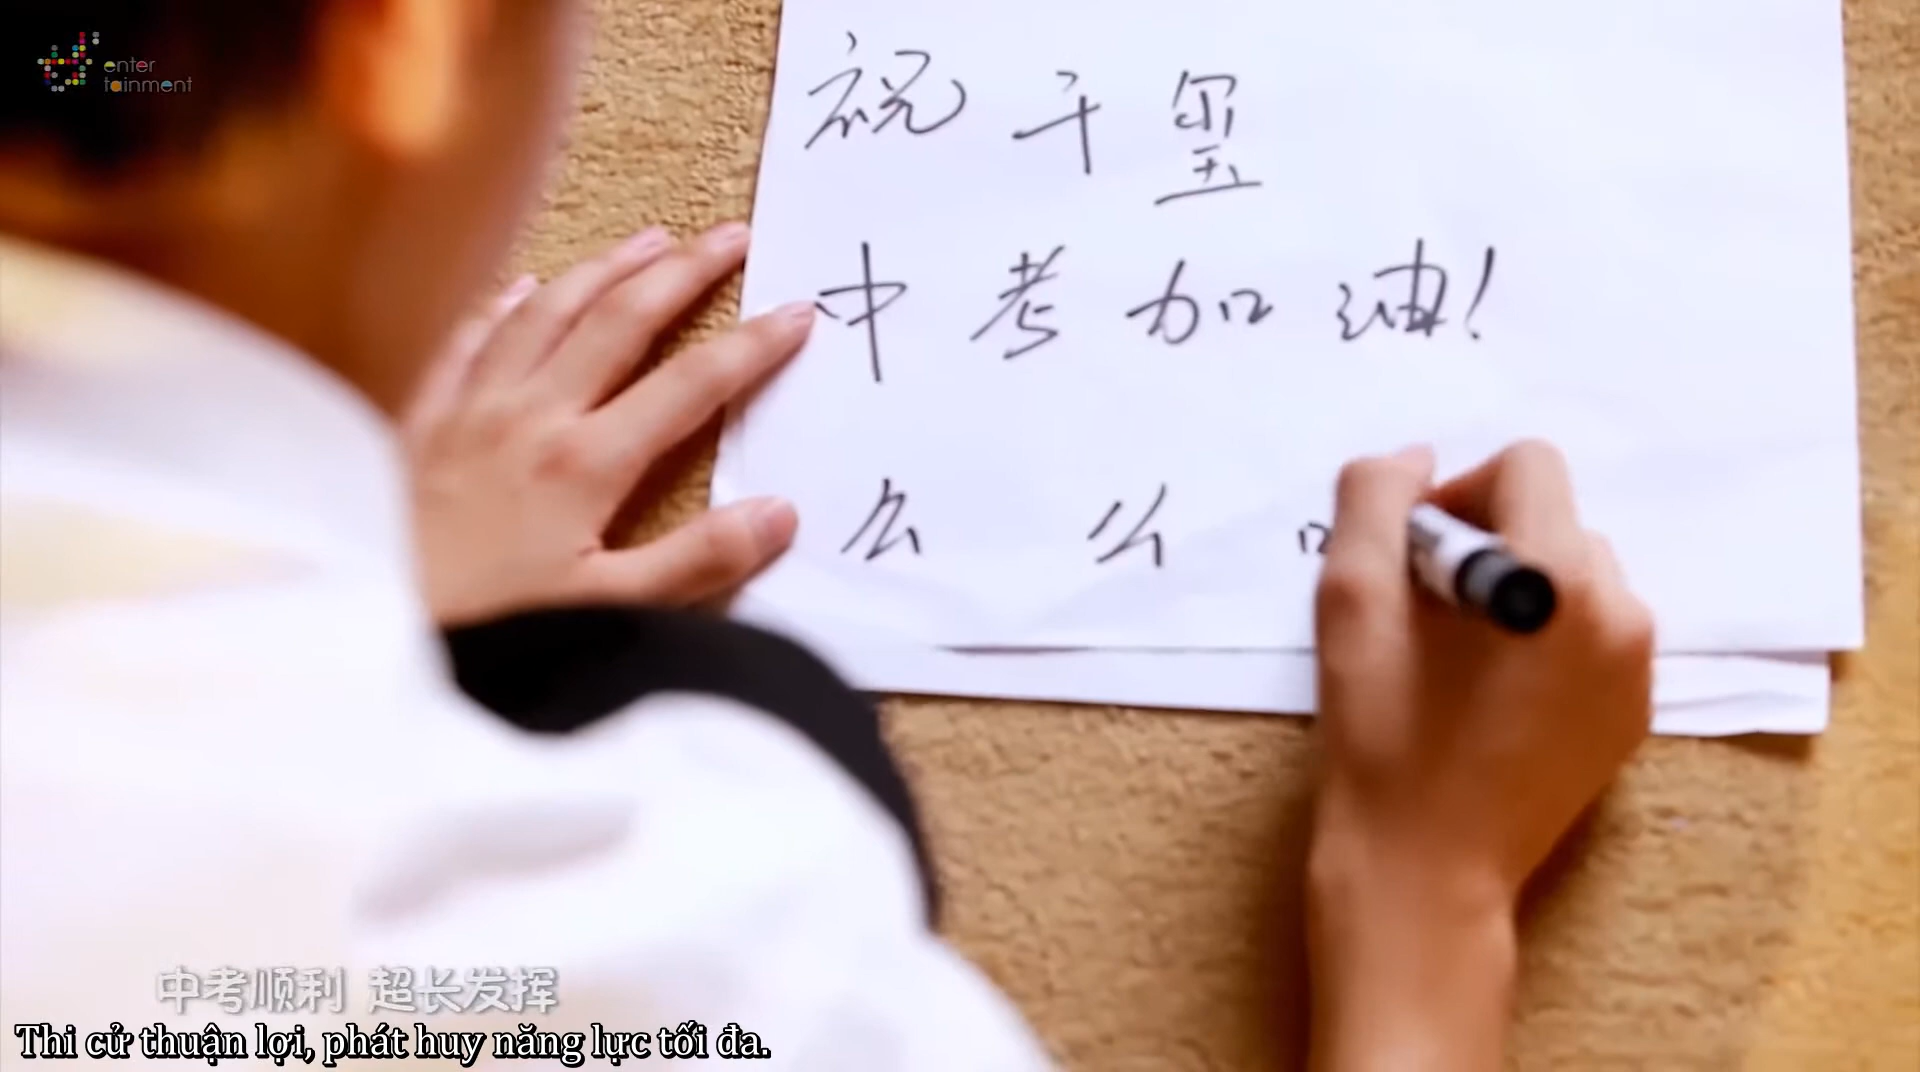 enter
tainment
祝千玺
中考加油!
么么
中考顺利 超长发挥
Thi cử thuận lợi, phát huy năng lực tối đa.